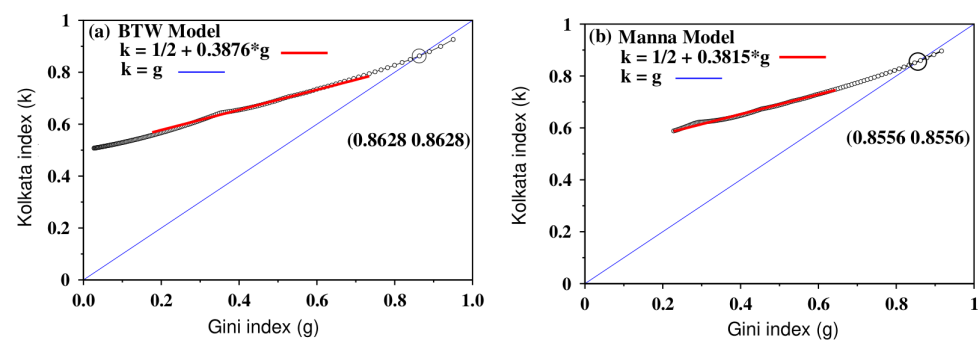 (a) BTW Model
k = 1/2 + 0.3876*g
k = g
(0.8628 0.8628)
Kolkata index (k)
1
0.8
0.6
0.4
0.2
0
0.0 0.2 0.4 0.6 0.8 1.0
Gini index (g)
(b) Manna Model
k = 1/2 + 0.3815*g
k = g
(0.8556 0.8556)
Kolkata index (k)
1
0.8
0.6
0.4
0.2
0
0 0.2 0.4 0.6 0.8 1
Gini index (g)